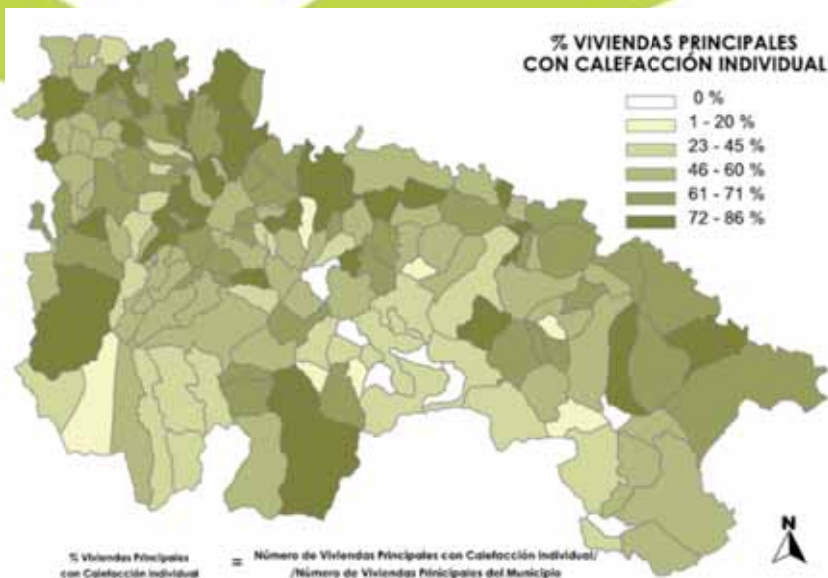 % VIVIENDAS PRINCIPALES
CON CALEFACCIÓN INDIVIDUAL
0 %
1 - 20 %
23 - 45 %
46 - 60 %
61 - 71 %
72 - 86 %
N
% Viviendas Principales
con Calefacción Individual
= Número de Viviendas Principales con Calefacción Individual/
/Número de Viviendas Principales del Municipio